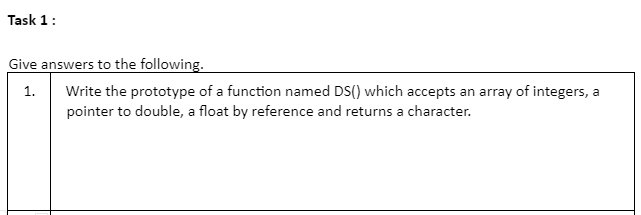 Task 1 :
Give answers to the following.
1. Write the prototype of a function named DS() which accepts an array of integers, a
pointer to double, a float by reference and returns a character.